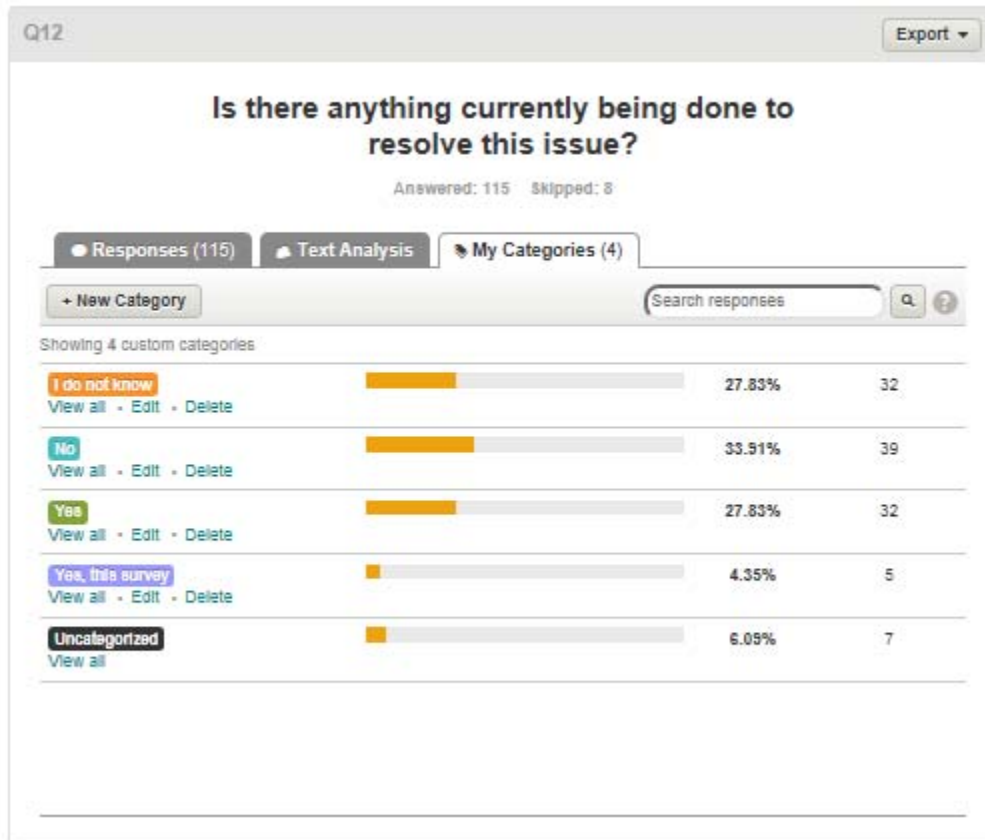 Q12
Export
Is there anything currently being done to
resolve this issue?
Answered: 115 Skipped: 8
Responses (115) Text Analysis My Categories (4)
+ New Category Search responses ?
Showing 4 custom categories
I do not know 27.83% 32
View all • Edit • Delete
No 33.91% 39
View all • Edit • Delete
Yes 27.83% 32
View all • Edit • Delete
Yes, this survey 4.35% 5
View all • Edit • Delete
Uncategorized 6.09% 7
View all